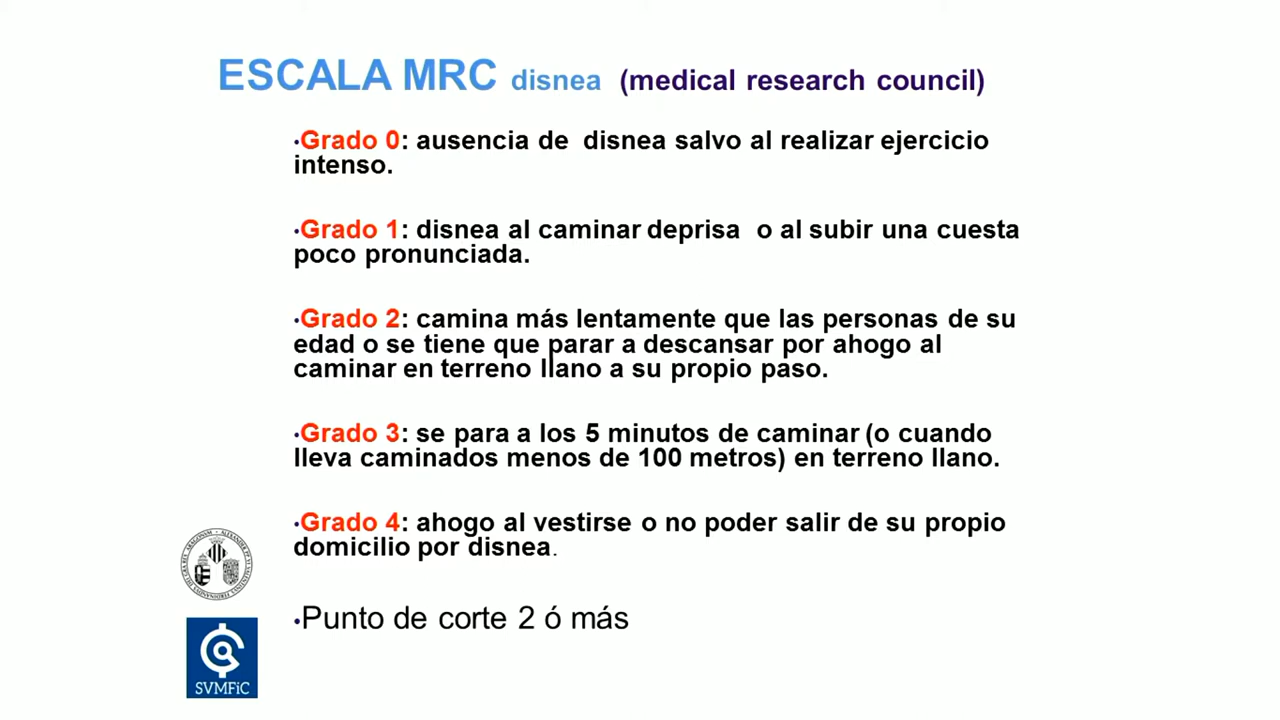 ESCALA MRC disnea (medical research council)
•Grado 0: ausencia de disnea salvo al realizar ejercicio
intenso.
•Grado 1: disnea al caminar deprisa o al subir una cuesta
poco pronunciada.
•Grado 2: camina más lentamente que las personas de su
edad o se tiene que parar a descansar por ahogo al
caminar en terreno llano a su propio paso.
•Grado 3: se para a los 5 minutos de caminar (o cuando
lleva caminados menos de 100 metros) en terreno llano.
•Grado 4: ahogo al vestirse o no poder salir de su propio
domicilio por disnea.
•Punto de corte 2 ó más
SVMFiC